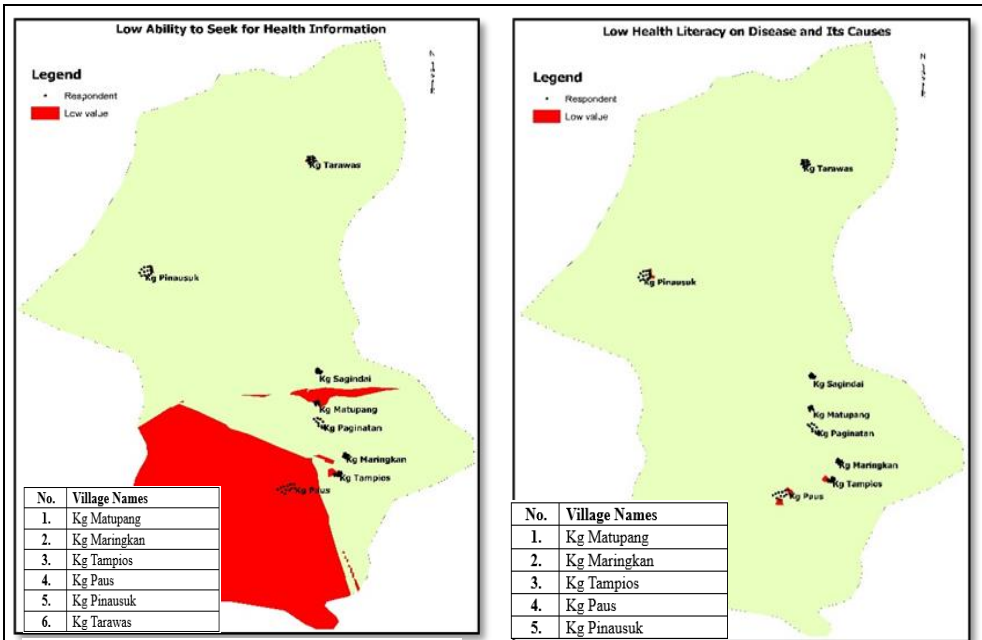 Low Ability to Seek for Health Information
Legend
Respondent
Low value
Kg Tarawas
Kg Pinausuk
Kg Sagindai
Kg Matupang
Kg Paginatan
Kg Maringkan
Kg Tampios
Kg Paus
No. Village Names
1. Kg Matupang
2. Kg Maringkan
3. Kg Tampios
4. Kg Paus
5. Kg Pinausuk
6. Kg Tarawas
Low Health Literacy on Disease and Its Causes
N
Legend
Respondent
Low value
Kg Tarawas
Kg Pinausuk
Kg Sagindai
Kg Matupang
Kg Paginatan
Kg Maringkan
Kg Tampios
Kg Paus
No. Village Names
1. Kg Matupang
2. Kg Maringkan
3. Kg Tampios
4. Kg Paus
5. Kg Pinausuk